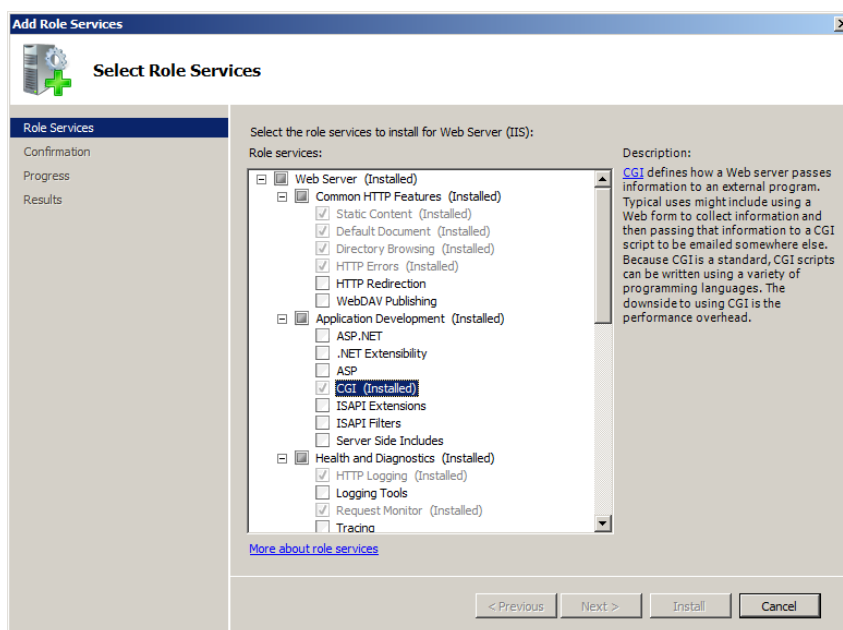 Add Role Services
Select Role Services
Role Services
Confirmation
Progress
Results
Select the role services to install for Web Server (IIS):
Role services:
Web Server (Installed)
Common HTTP Features (Installed)
Static Content (Installed)
Default Document (Installed)
Directory Browsing (Installed)
HTTP Errors (Installed)
HTTP Redirection
WebDAV Publishing
Application Development (Installed)
ASP.NET
.NET Extensibility
ASP
CGI (Installed)
ISAPI Extensions
ISAPI Filters
Server Side Includes
Health and Diagnostics (Installed)
HTTP Logging (Installed)
Logging Tools
Request Monitor (Installed)
Tracing
More about role services
Description:
CGI defines how a Web server passes
information to an external program.
Typical uses might include using a
Web form to collect information and
then passing that information to a CGI
script to be emailed somewhere else.
Because CGI is a standard, CGI scripts
can be written using a variety of
programming languages. The
downside to using CGI is the
performance overhead.
< Previous
Next >
Install
Cancel